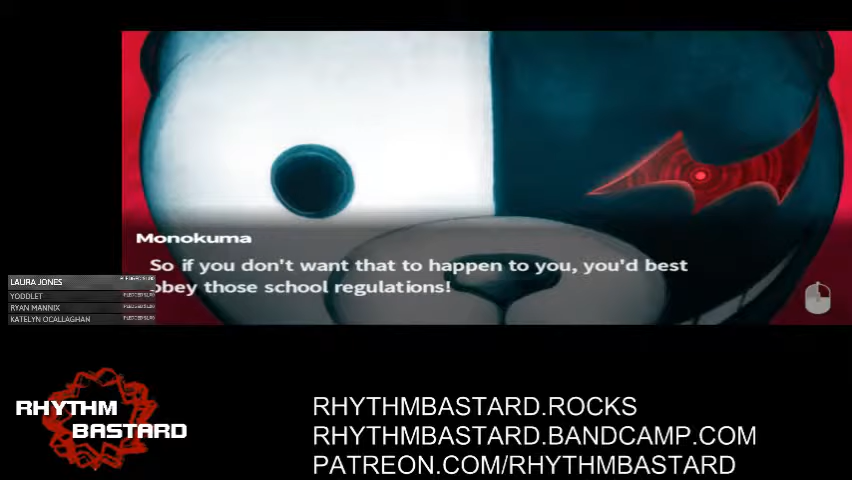 Monokuma
So if you don't want that to happen to you, you'd best
obey those school regulations!
LAURA JONES
YODDLET
RYAN MANNIX
KATELYN OCALLAGHAN
RHYTHM
BASTARD
RHYTHMBASTARD.ROCKS
RHYTHMBASTARD.BANDCAMP.COM
PATREON.COM/RHYTHMBASTARD